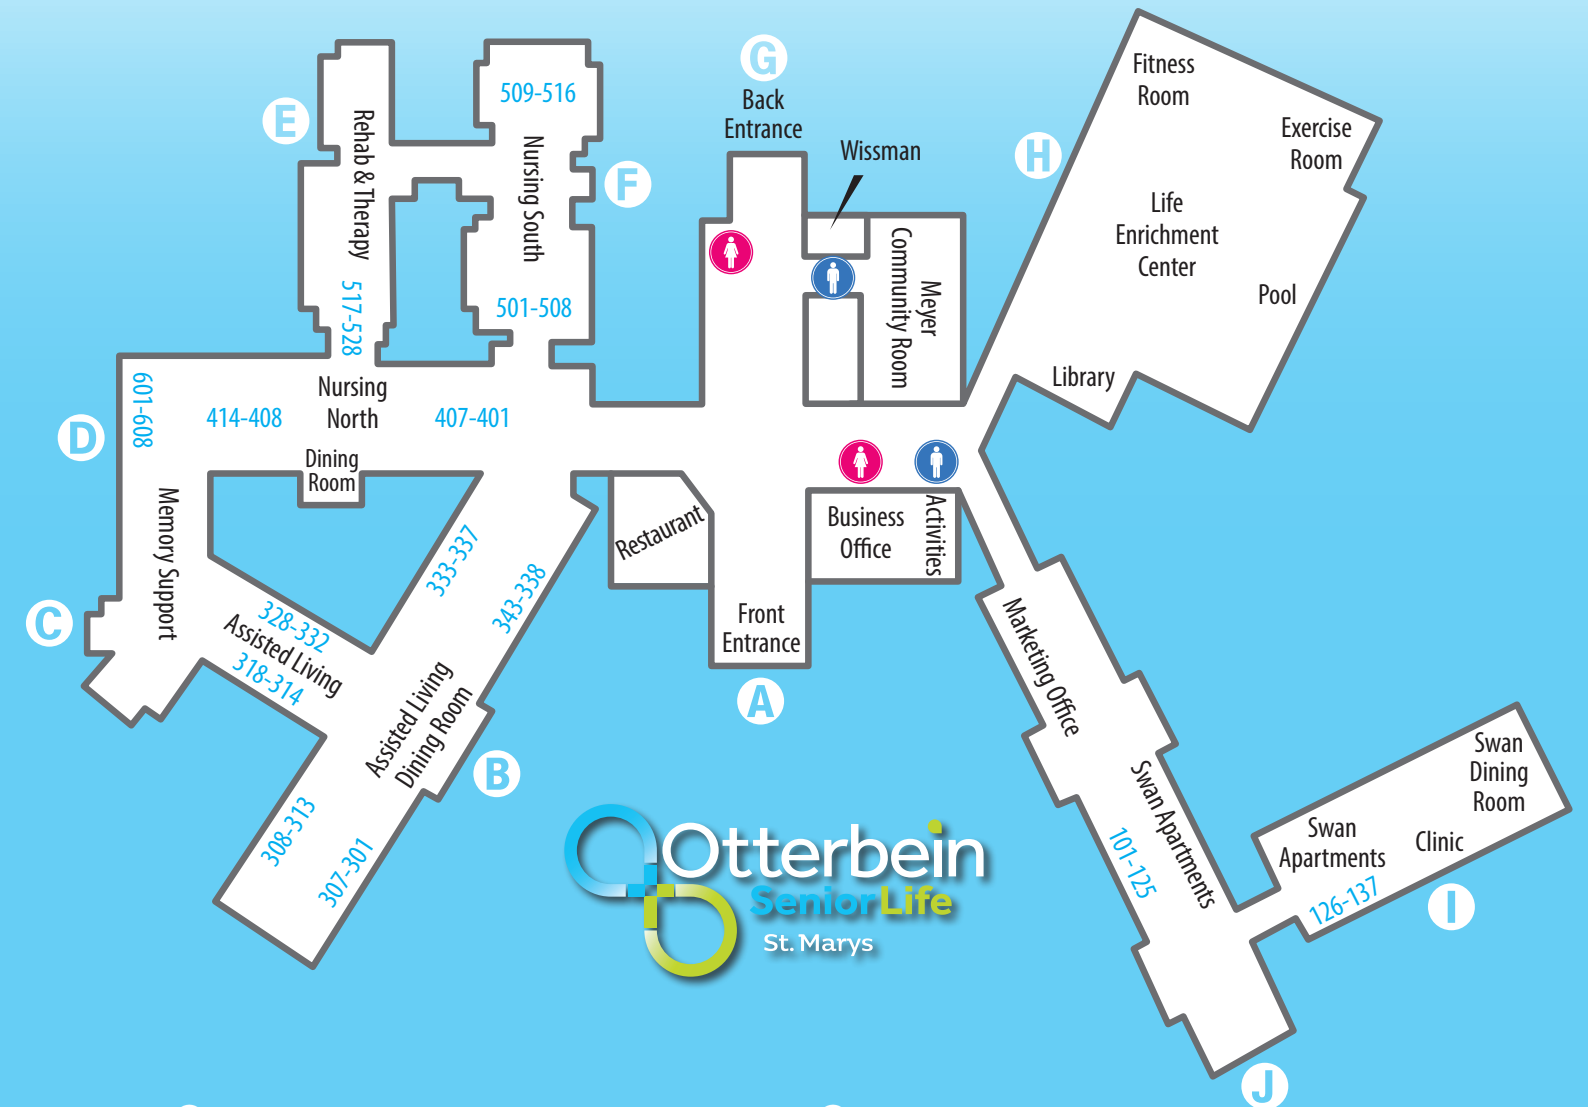 G
Back
Entrance
Wissman
Fitness
Room
Exercise
Room
H
Life
Enrichment
Center
Pool
Library
E
Rehab & Therapy
517-528
509-516
Nursing South
F
501-508
Meyer
Community Room
601-608
414-408
Nursing
North
407-401
D
Dining
Room
Memory Support
C
328-332
Assisted Living
318-314
333-337
343-338
Assisted Living
Dining Room
B
308-313
307-301
Restaurant
Business
Office
Activities
Front
Entrance
A
Marketing Office
Swan Apartments
101-125
Swan
Dining
Room
Swan
Apartments
Clinic
126-137
I
J
Otterbein
SeniorLife
St. Marys